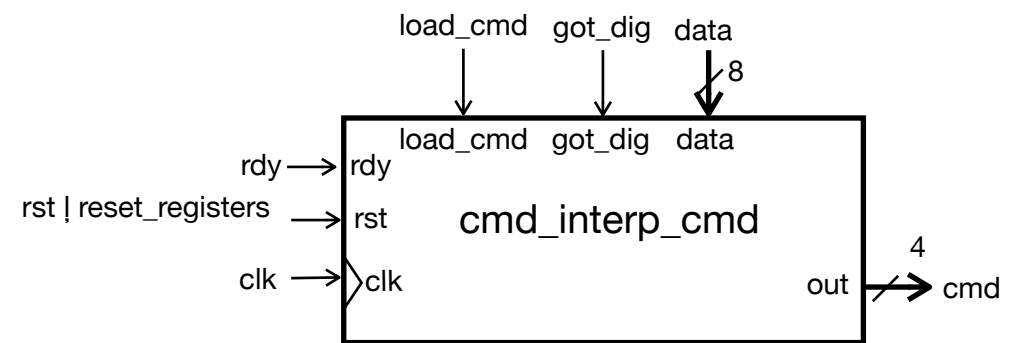 load_cmd got_dig data
8
load_cmd got_dig data
rdy rdy
rst | reset_registers rst
cmd_interp_cmd
4
clk clk
out cmd